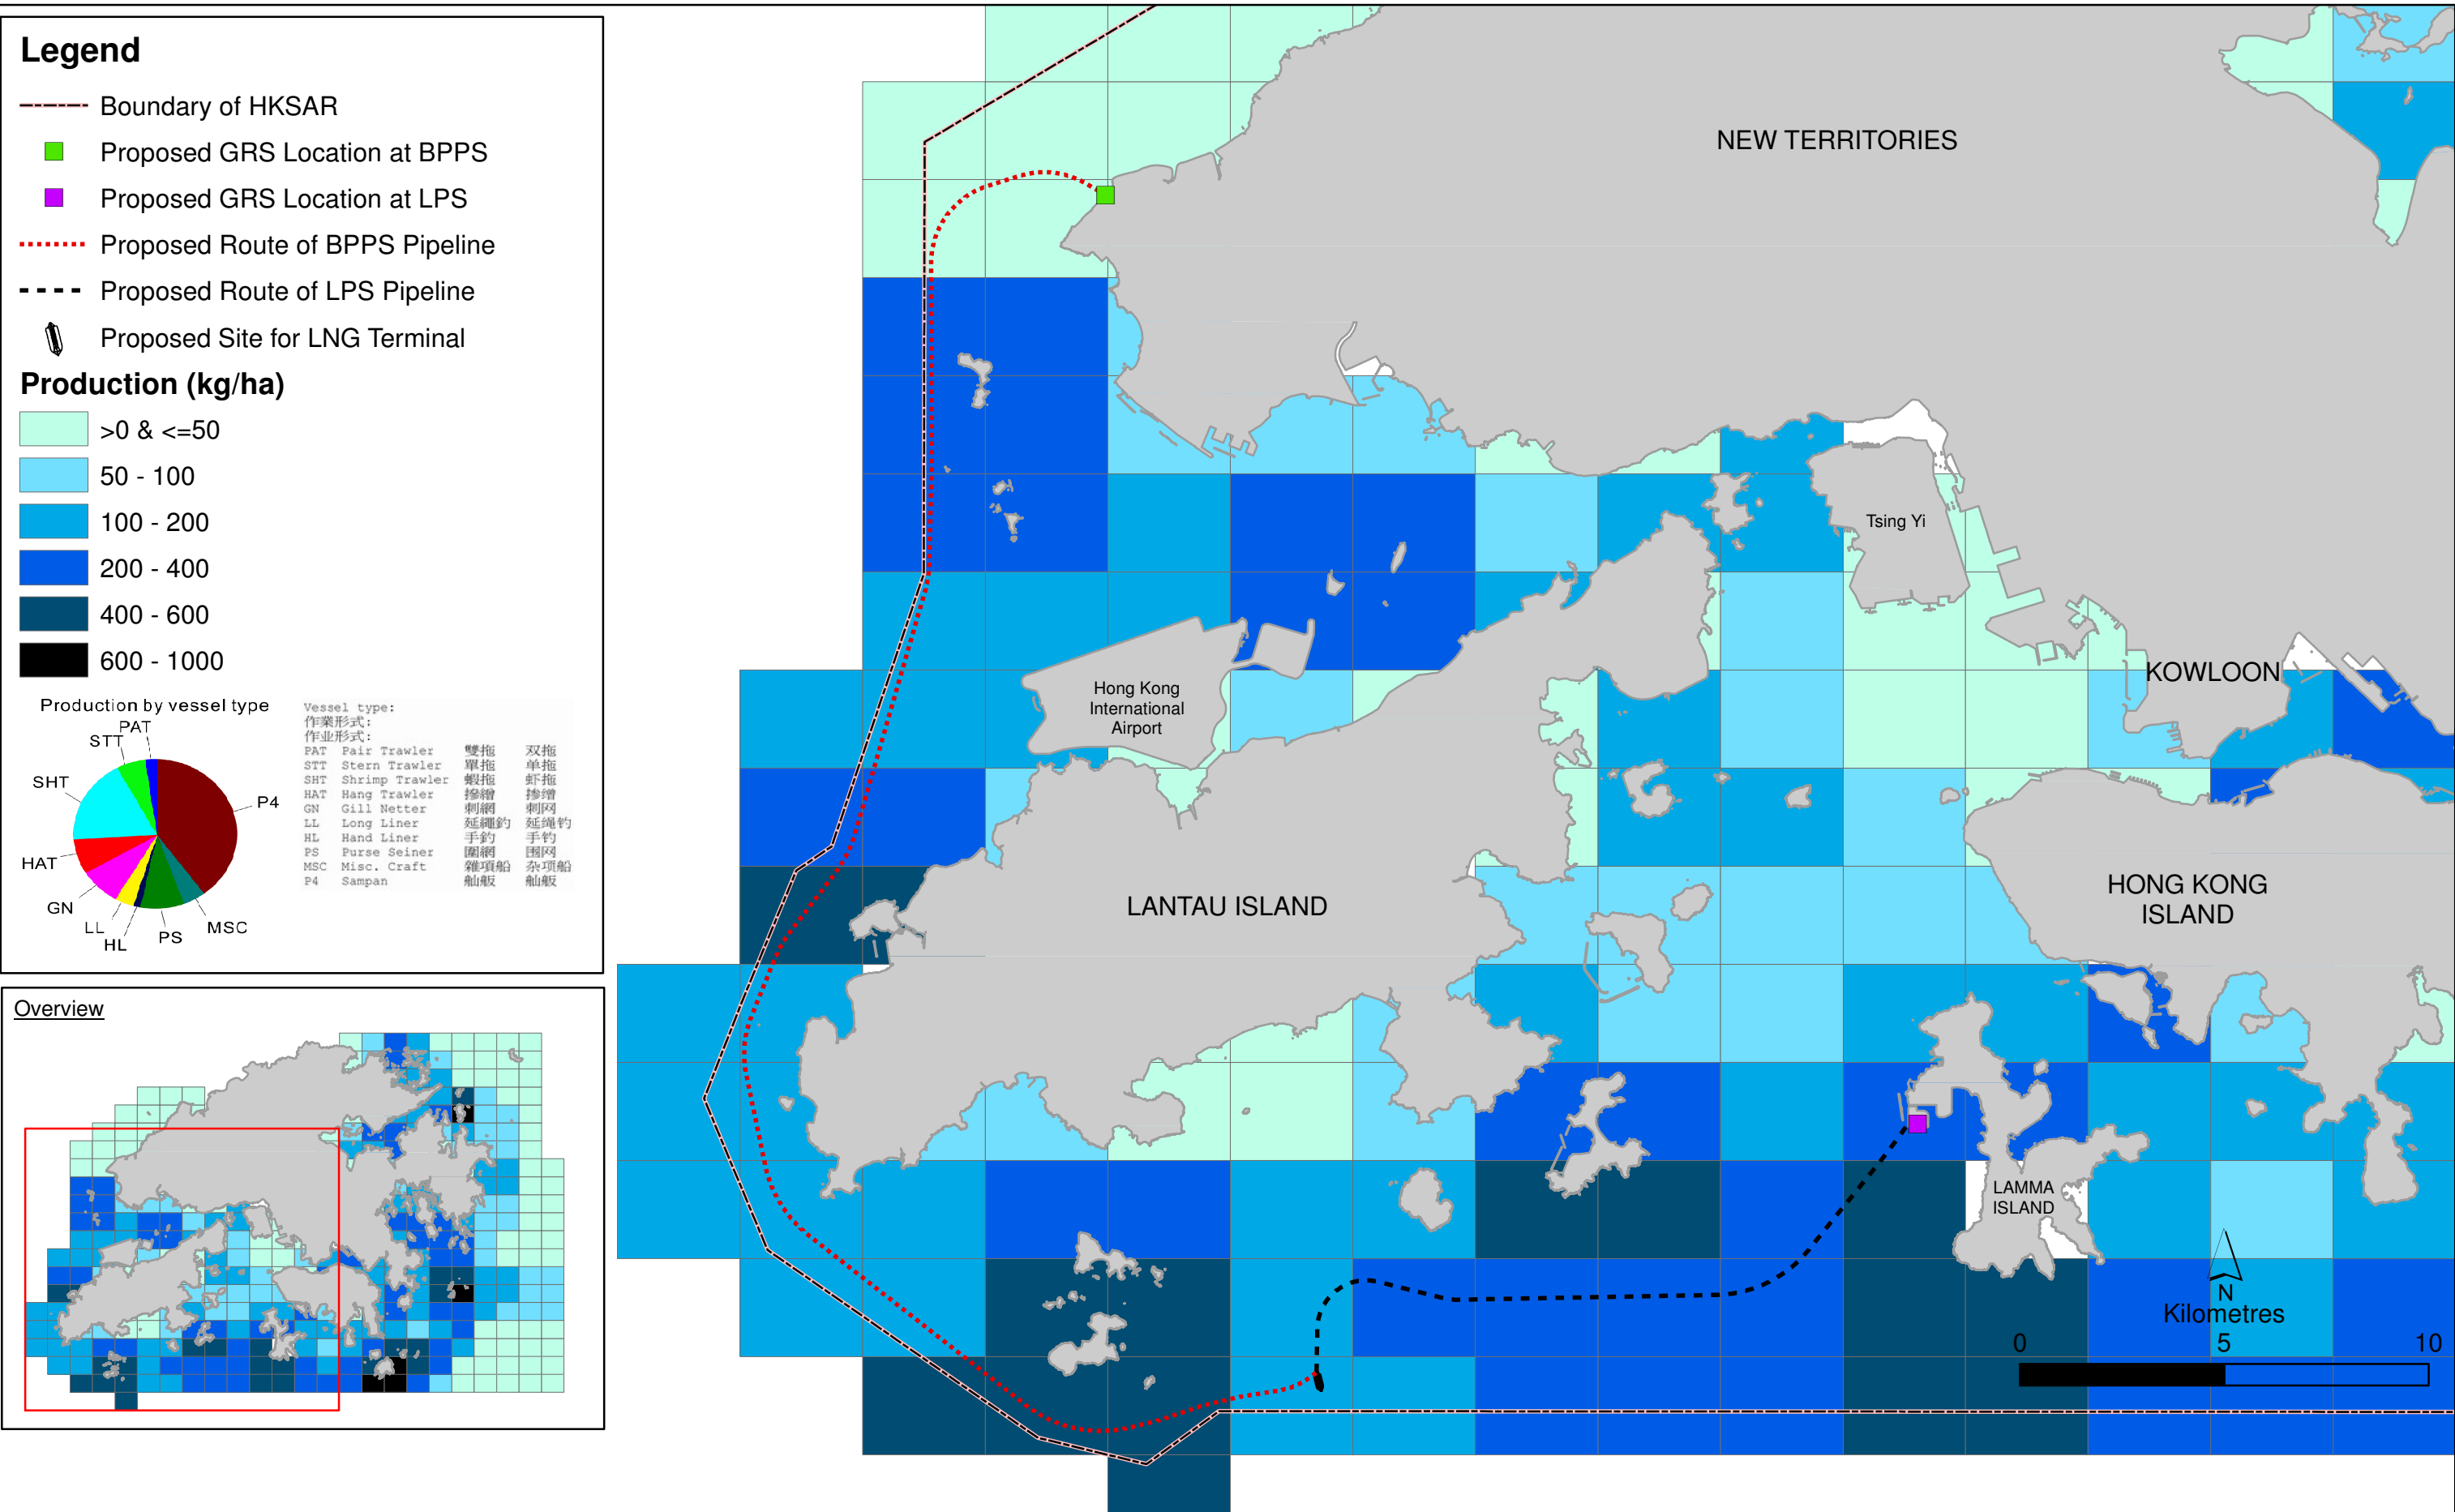 Legend
Boundary of HKSAR
Proposed GRS Location at BPPS
Proposed GRS Location at LPS
Proposed Route of BPPS Pipeline
Proposed Route of LPS Pipeline
Proposed Site for LNG Terminal
Production (kg/ha)
>0 & <=50
50 - 100
100 - 200
200 - 400
400 - 600
600 - 1000
Production by vessel type
PAT
STT
SHT
P4
HAT
GN
LL
HL
PS
MSC
Vessel type:
作業形式:
作业形式:
PAT Pair Trawler 雙拖 双拖
STT Stern Trawler 單拖 单拖
SHT Shrimp Trawler 蝦拖 虾拖
HAT Hang Trawler 摻繒 掺缯
GN Gill Netter 刺網 刺网
LL Long Liner 延繩釣 延绳钓
HL Hand Liner 手釣 手钓
PS Purse Seiner 圍網 围网
MSC Misc. Craft 雜項船 杂项船
P4 Sampan 舢舨 舢舨
Overview
NEW TERRITORIES
Tsing Yi
KOWLOON
Hong Kong
International
Airport
LANTAU ISLAND
HONG KONG
ISLAND
LAMMA
ISLAND
N
Kilometres
0 5 10